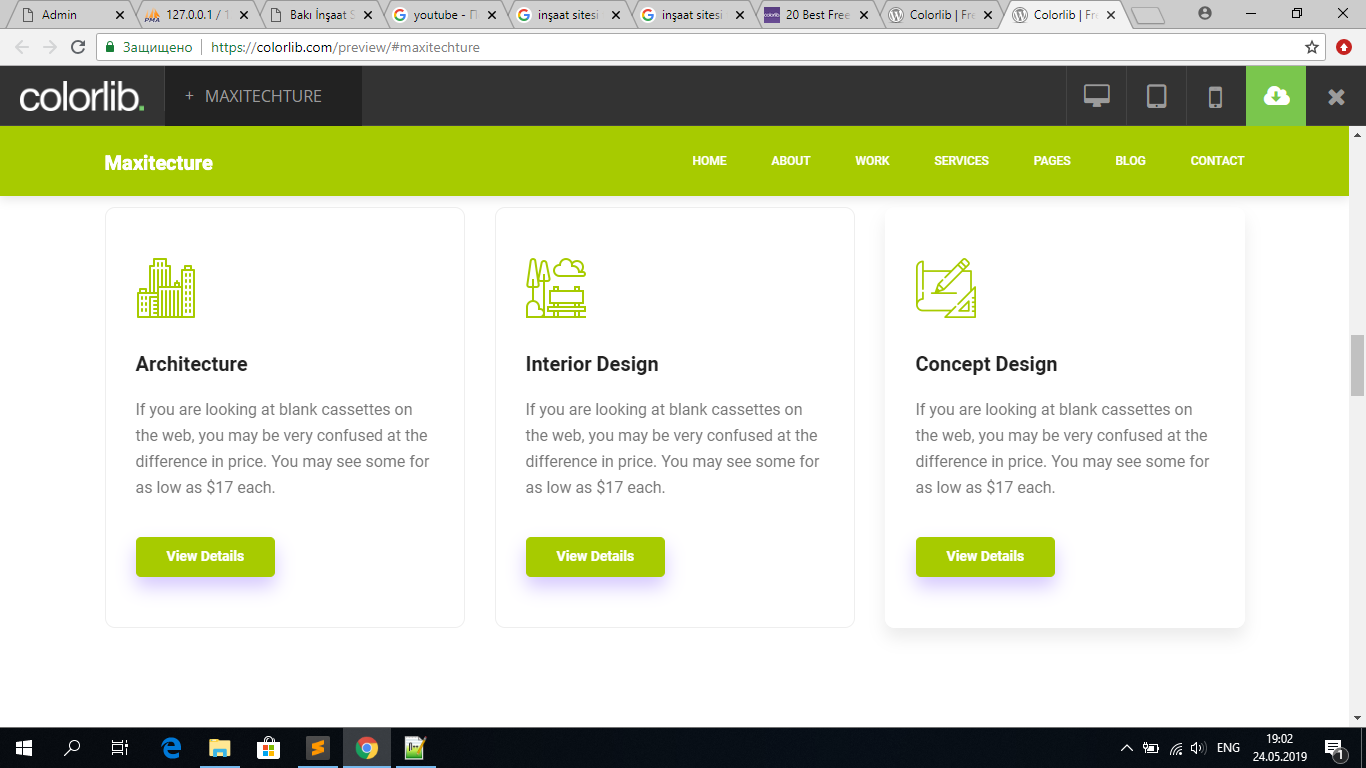 Admin
127.0.0.1 / 1
Bakı İnşaat S
youtube - П
inşaat sitesi
inşaat sitesi
20 Best Free
Colorlib | Fre
Colorlib | Fre
Защищено
https://colorlib.com/preview/#maxitechture
colorlib.
+ MAXITECHTURE
Maxitecture
HOME ABOUT WORK SERVICES PAGES BLOG CONTACT
Architecture
If you are looking at blank cassettes on
the web, you may be very confused at the
difference in price. You may see some for
as low as $17 each.
View Details
Interior Design
If you are looking at blank cassettes on
the web, you may be very confused at the
difference in price. You may see some for
as low as $17 each.
View Details
Concept Design
If you are looking at blank cassettes on
the web, you may be very confused at the
difference in price. You may see some for
as low as $17 each.
View Details
ENG
19:02
24.05.2019
1